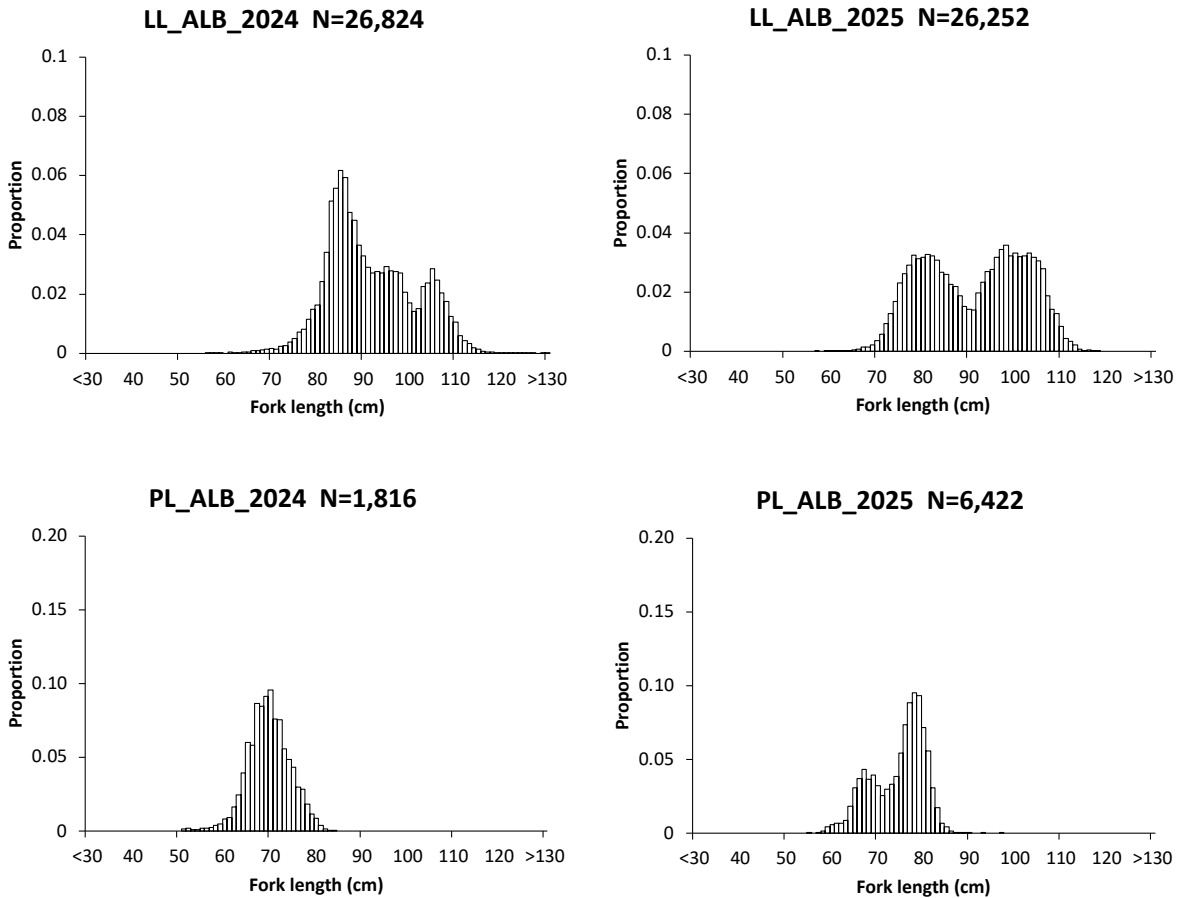 LL_ALB_2024 N=26,824
0.1
0.08
0.06
0.04
0.02
0
Proportion
<30 40 50 60 70 80 90 100 110 120 >130
Fork length (cm)
LL_ALB_2025 N=26,252
0.1
0.08
0.06
0.04
0.02
0
Proportion
<30 40 50 60 70 80 90 100 110 120 >130
Fork length (cm)
PL_ALB_2024 N=1,816
0.20
0.15
0.10
0.05
0
Proportion
<30 40 50 60 70 80 90 100 110 120 >130
Fork length (cm)
PL_ALB_2025 N=6,422
0.20
0.15
0.10
0.05
0
Proportion
<30 40 50 60 70 80 90 100 110 120 >130
Fork length (cm)